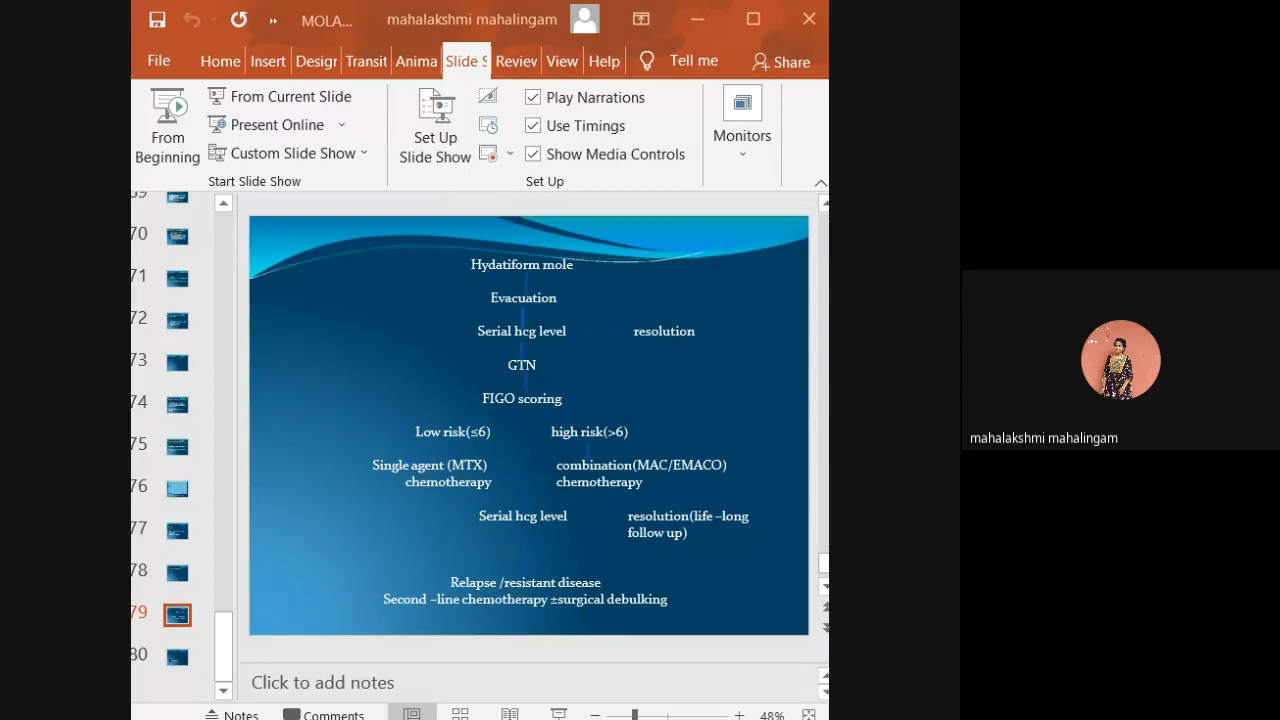 MOLA...
mahalakshmi mahalingam
File Home Insert Desigr Transit Anima Slide S Reviev View Help Tell me Share
From Beginning
From Current Slide
Present Online
Custom Slide Show
Start Slide Show
Set Up Slide Show
Play Narrations
Use Timings
Show Media Controls
Set Up
Monitors
69
70
71
72
73
74
75
76
77
78
79
80
Hydatiform mole
Evacuation
Serial hcg level resolution
GTN
FIGO scoring
Low risk(≤6) high risk(>6)
Single agent (MTX) combination(MAC/EMACO)
chemotherapy chemotherapy
Serial hcg level resolution(life –long
follow up)
Relapse /resistant disease
Second –line chemotherapy ±surgical debulking
Click to add notes
Notes Comments 48%
mahalakshmi mahalingam